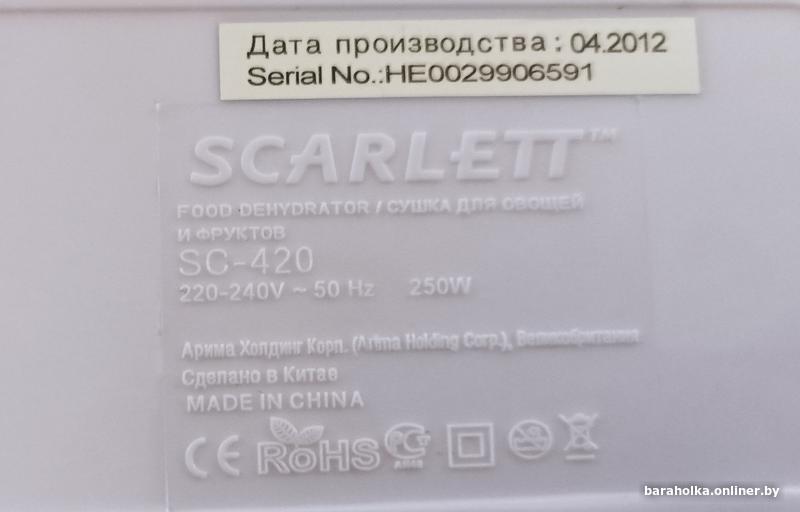 Дата производства : 04.2012
Serial No.:HE0029906591
SCARLETT™
FOOD DEHYDRATOR / СУШКА ДЛЯ ОВОЩЕЙ
И ФРУКТОВ
SC-420
220-240V ~ 50 Hz 250W
Арима Холдинг Корп. (Arima Holding Corp.), Великобритания
Сделано в Китае
MADE IN CHINA
CE RoHS РСТ
baraholka.onliner.by